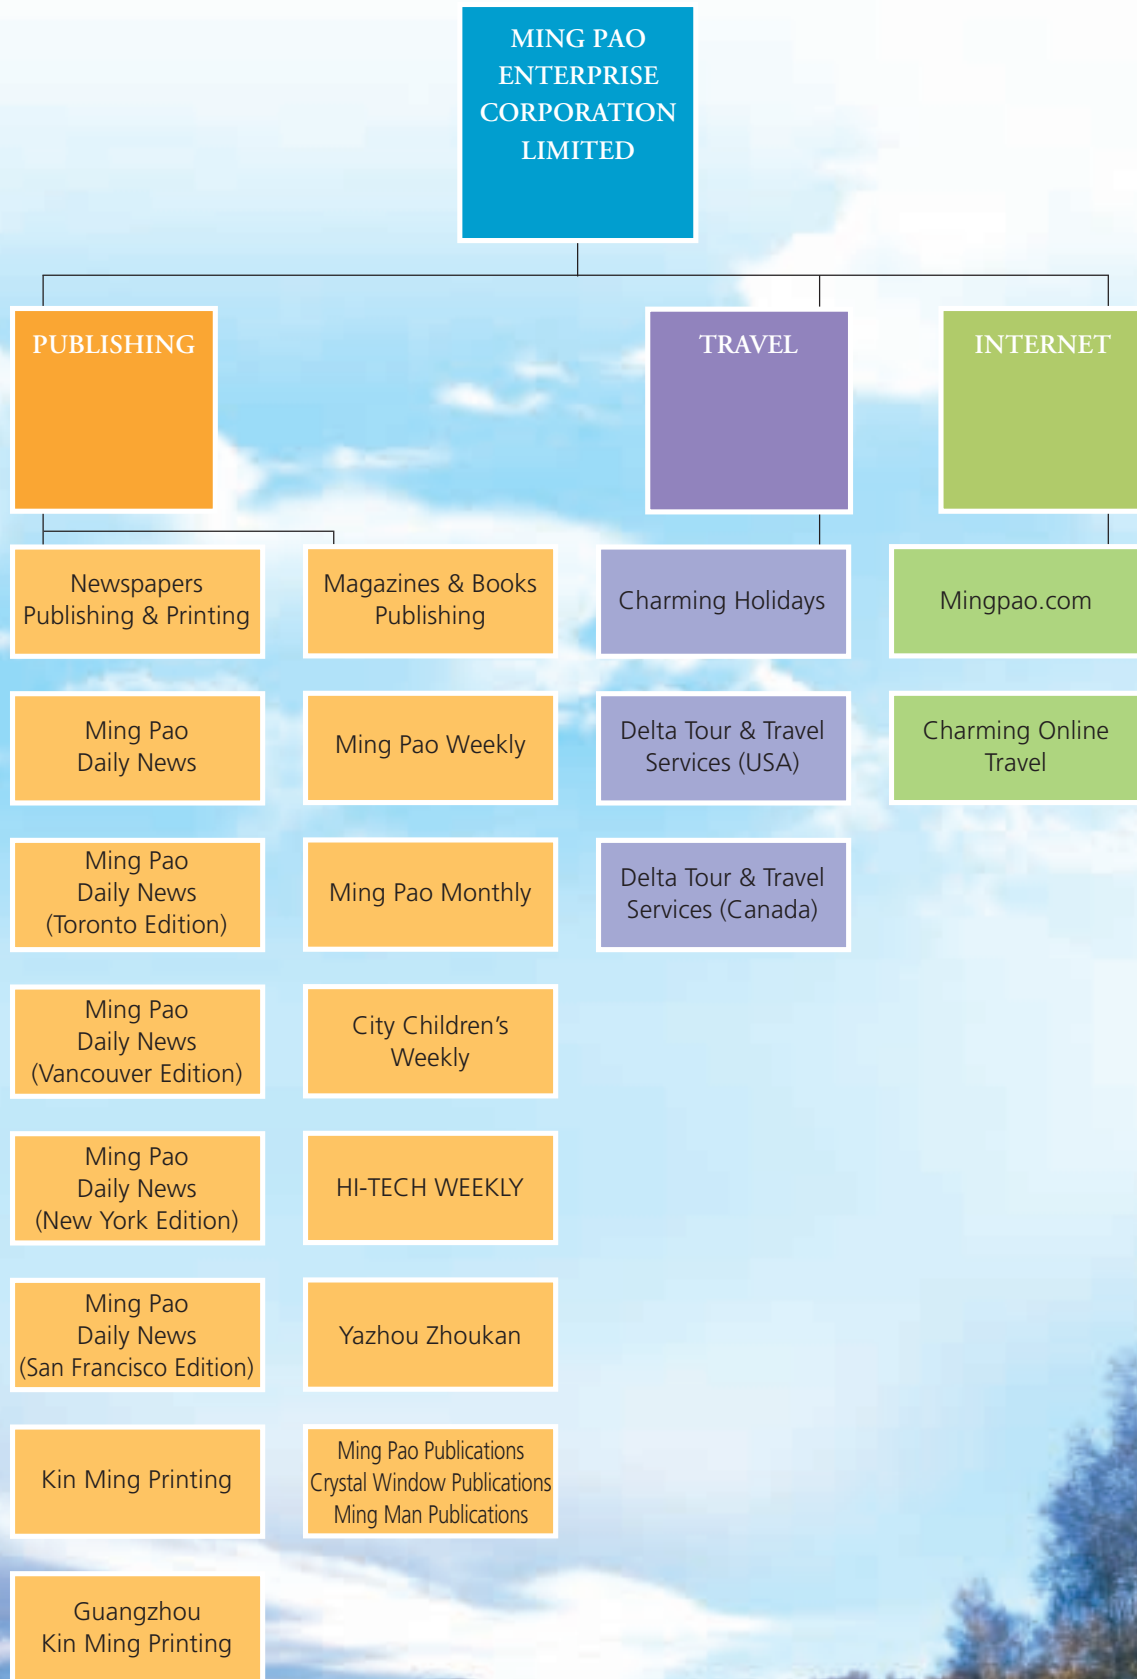 MING PAO
ENTERPRISE
CORPORATION
LIMITED
PUBLISHING
TRAVEL
INTERNET
Newspapers
Publishing & Printing
Magazines & Books
Publishing
Charming Holidays
Mingpao.com
Ming Pao
Daily News
Ming Pao Weekly
Delta Tour & Travel
Services (USA)
Charming Online
Travel
Ming Pao
Daily News
(Toronto Edition)
Ming Pao Monthly
Delta Tour & Travel
Services (Canada)
Ming Pao
Daily News
(Vancouver Edition)
City Children’s
Weekly
Ming Pao
Daily News
(New York Edition)
HI-TECH WEEKLY
Ming Pao
Daily News
(San Francisco Edition)
Yazhou Zhoukan
Kin Ming Printing
Ming Pao Publications
Crystal Window Publications
Ming Man Publications
Guangzhou
Kin Ming Printing